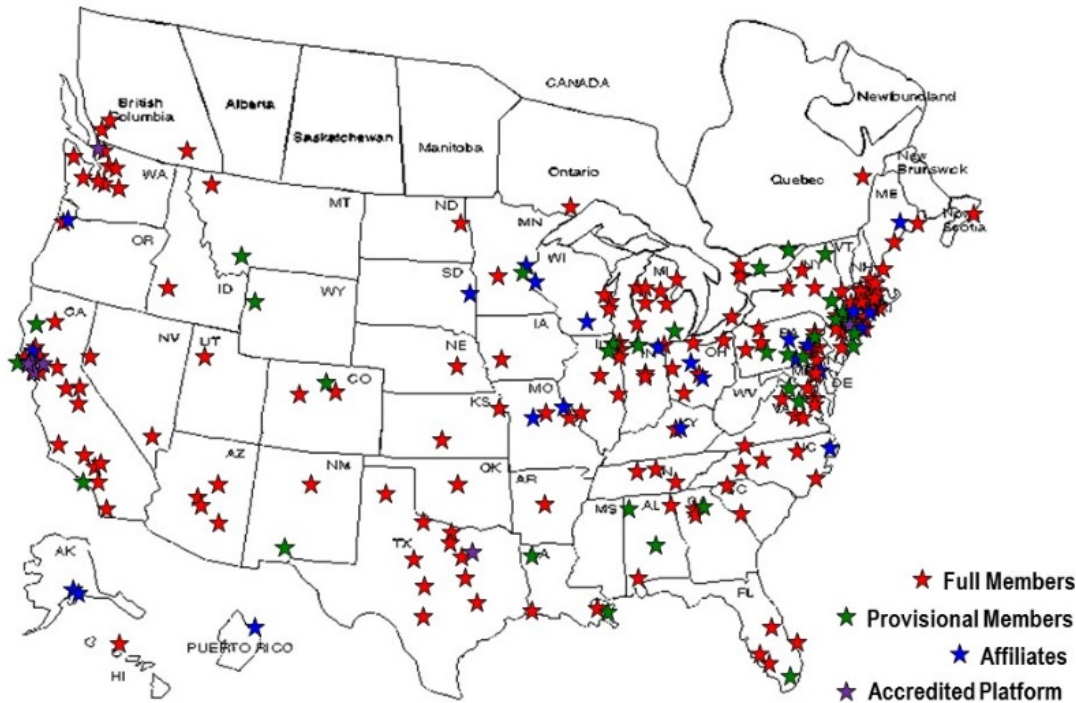 CANADA
British
Columbia
Alberta
Saskatchewan
Manitoba
Newfoundland
Ontario
Quebec
New
Brunswick
ME
Nova
Scotia
WA
MT
ND
MN
OR
ID
WY
SD
WI
MI
NY
VT
NH
CA
NV
UT
NE
IA
IL
IN
OH
PA
NJ
CO
KS
MO
KY
WV
VA
DE
AZ
NM
OK
AR
TN
NC
SC
TX
LA
MS
AL
GA
FL
AK
HI
PUERTO RICO
Full Members
Provisional Members
Affiliates
Accredited Platform